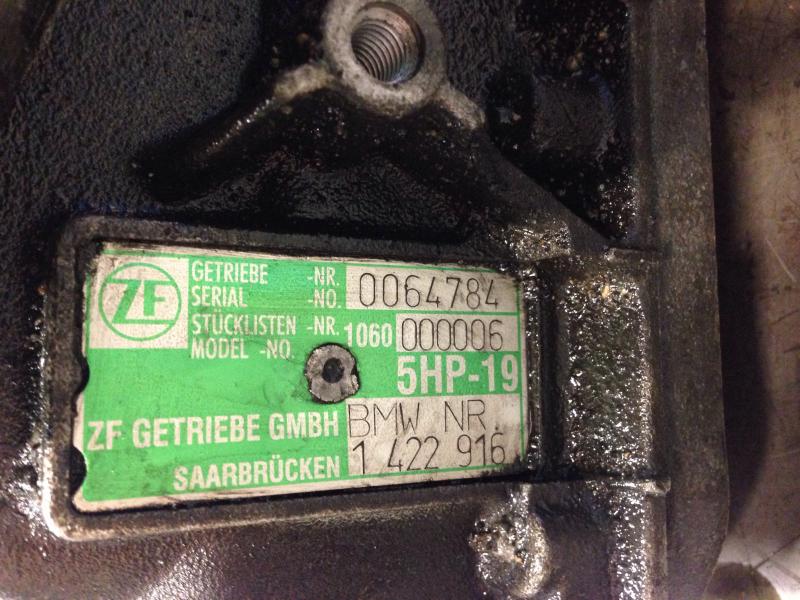 ZF
GETRIEBE -NR. 0064784
SERIAL -NO.
STÜCKLISTEN -NR. 1060 000006
MODEL -NO.
5HP-19
ZF GETRIEBE GMBH BMW NR.
SAARBRÜCKEN 1 422 916